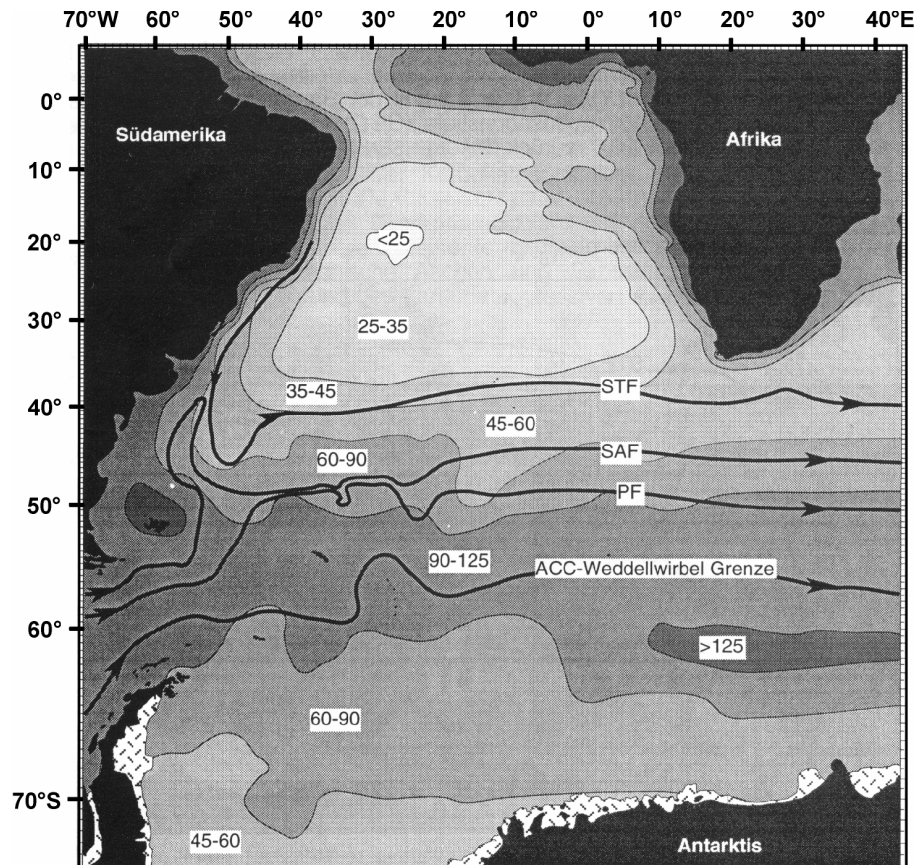 70°W 60° 50° 40° 30° 20° 10° 0° 10° 20° 30° 40°E
0°
Südamerika
Afrika
10°
20°
<25
30°
25-35
35-45
STF
40°
45-60
60-90
SAF
PF
50°
90-125
ACC-Weddellwirbel Grenze
60°
>125
60-90
70°S
45-60
Antarktis